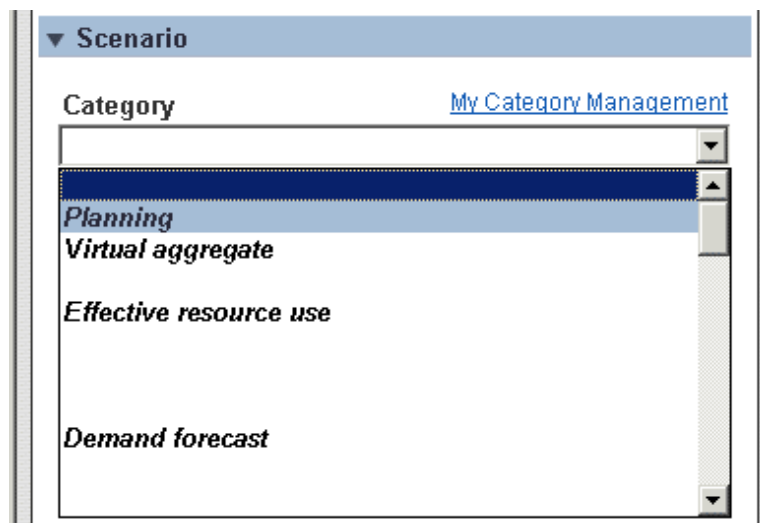 Scenario
Category
My Category Management
Planning
Virtual aggregate
Effective resource use
Demand forecast